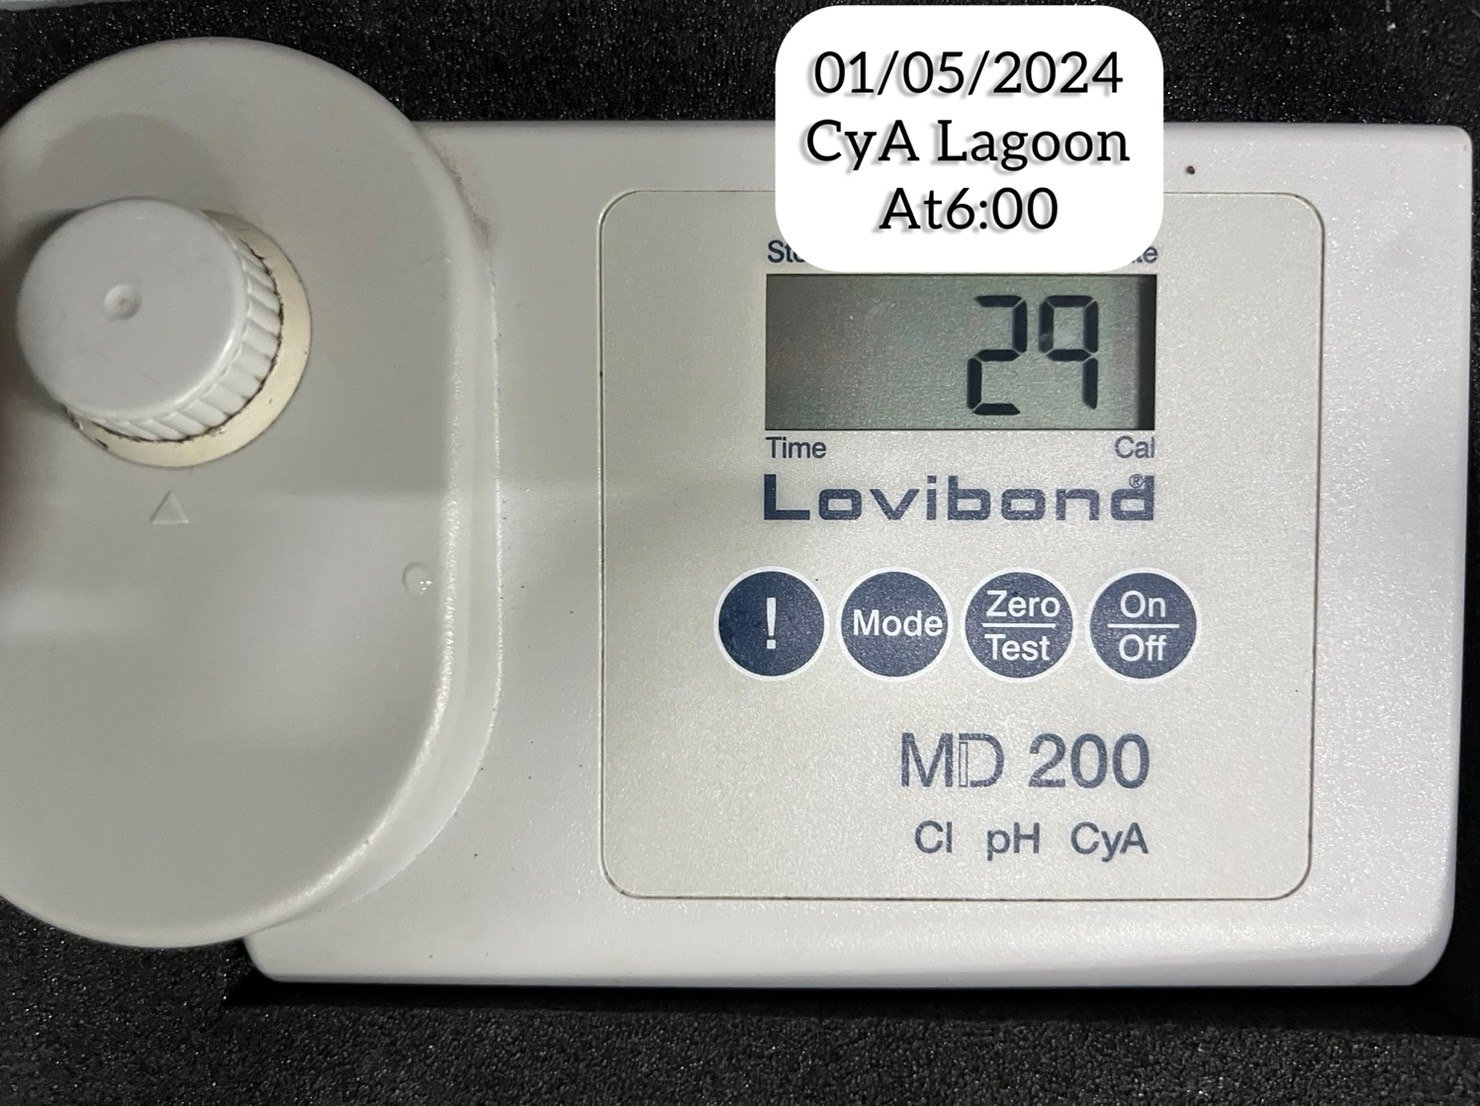 01/05/2024
CyA Lagoon
At6:00
29
Time Cal
Lovibond®
! Mode Zero Test On Off
MD 200
Cl pH CyA